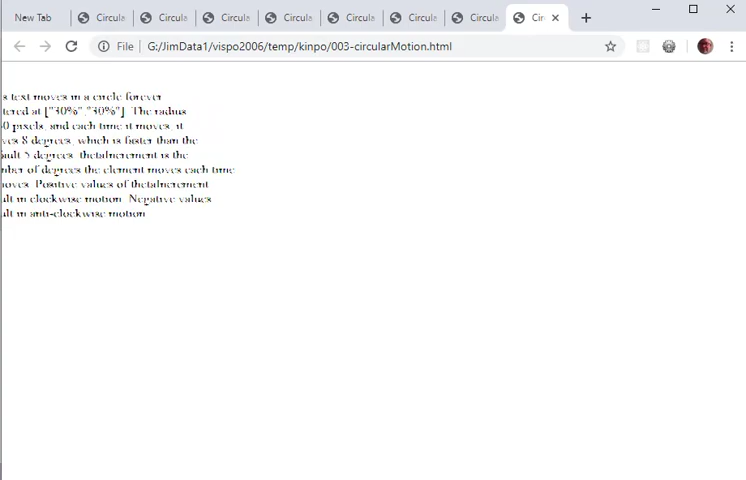 New Tab
Circula
Circula
Circula
Circula
Circula
Circula
Circula
Cir
File
G:/JimData1/vispo2006/temp/kinpo/003-circularMotion.html
s text moves in a circle forever
tered at ["30%","30%"]. The radius
0 pixels, and each time it moves, it
ves 8 degrees, which is faster than the
ault 5 degrees. thetaIncrement is the
mber of degrees the element moves each time
moves. Positive values of thetaIncrement
ult in clockwise motion. Negative values
ult in anti-clockwise motion.